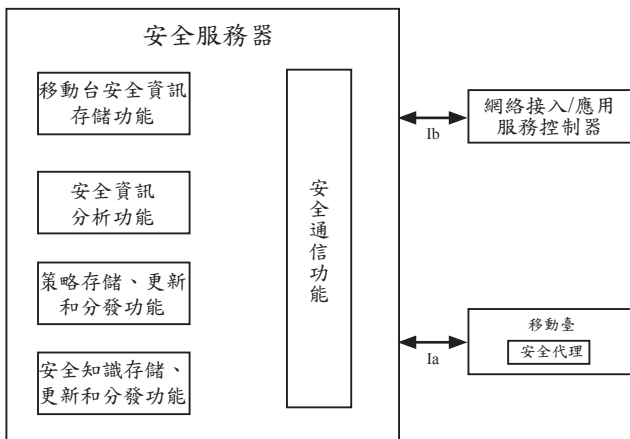 安全服務器
移動台安全資訊
存儲功能
安全資訊
分析功能
策略存儲、更新
和分發功能
安全知識存儲、
更新和分發功能
安全通信功能
Ib
網絡接入/應用
服務控制器
Ia
移動臺
安全代理